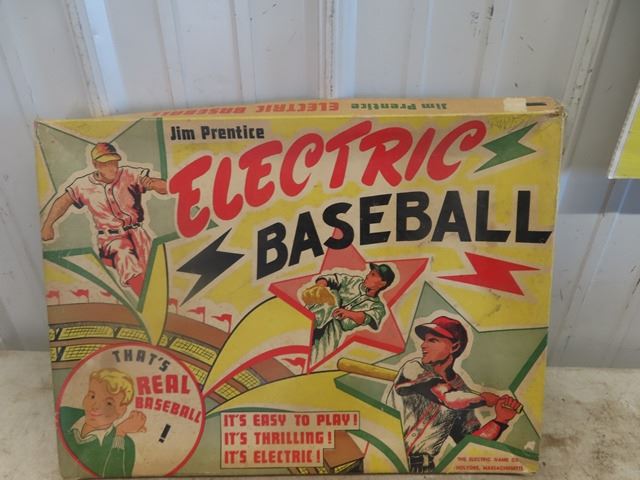 Jim Prentice ELECTRIC BASEBALL
Jim Prentice
ELECTRIC
BASEBALL
THAT'S
REAL
BASEBALL
!
IT'S EASY TO PLAY!
IT'S THRILLING!
IT'S ELECTRIC!
THE ELECTRIC GAME CO.
HOLYOKE, MASSACHUSETTS